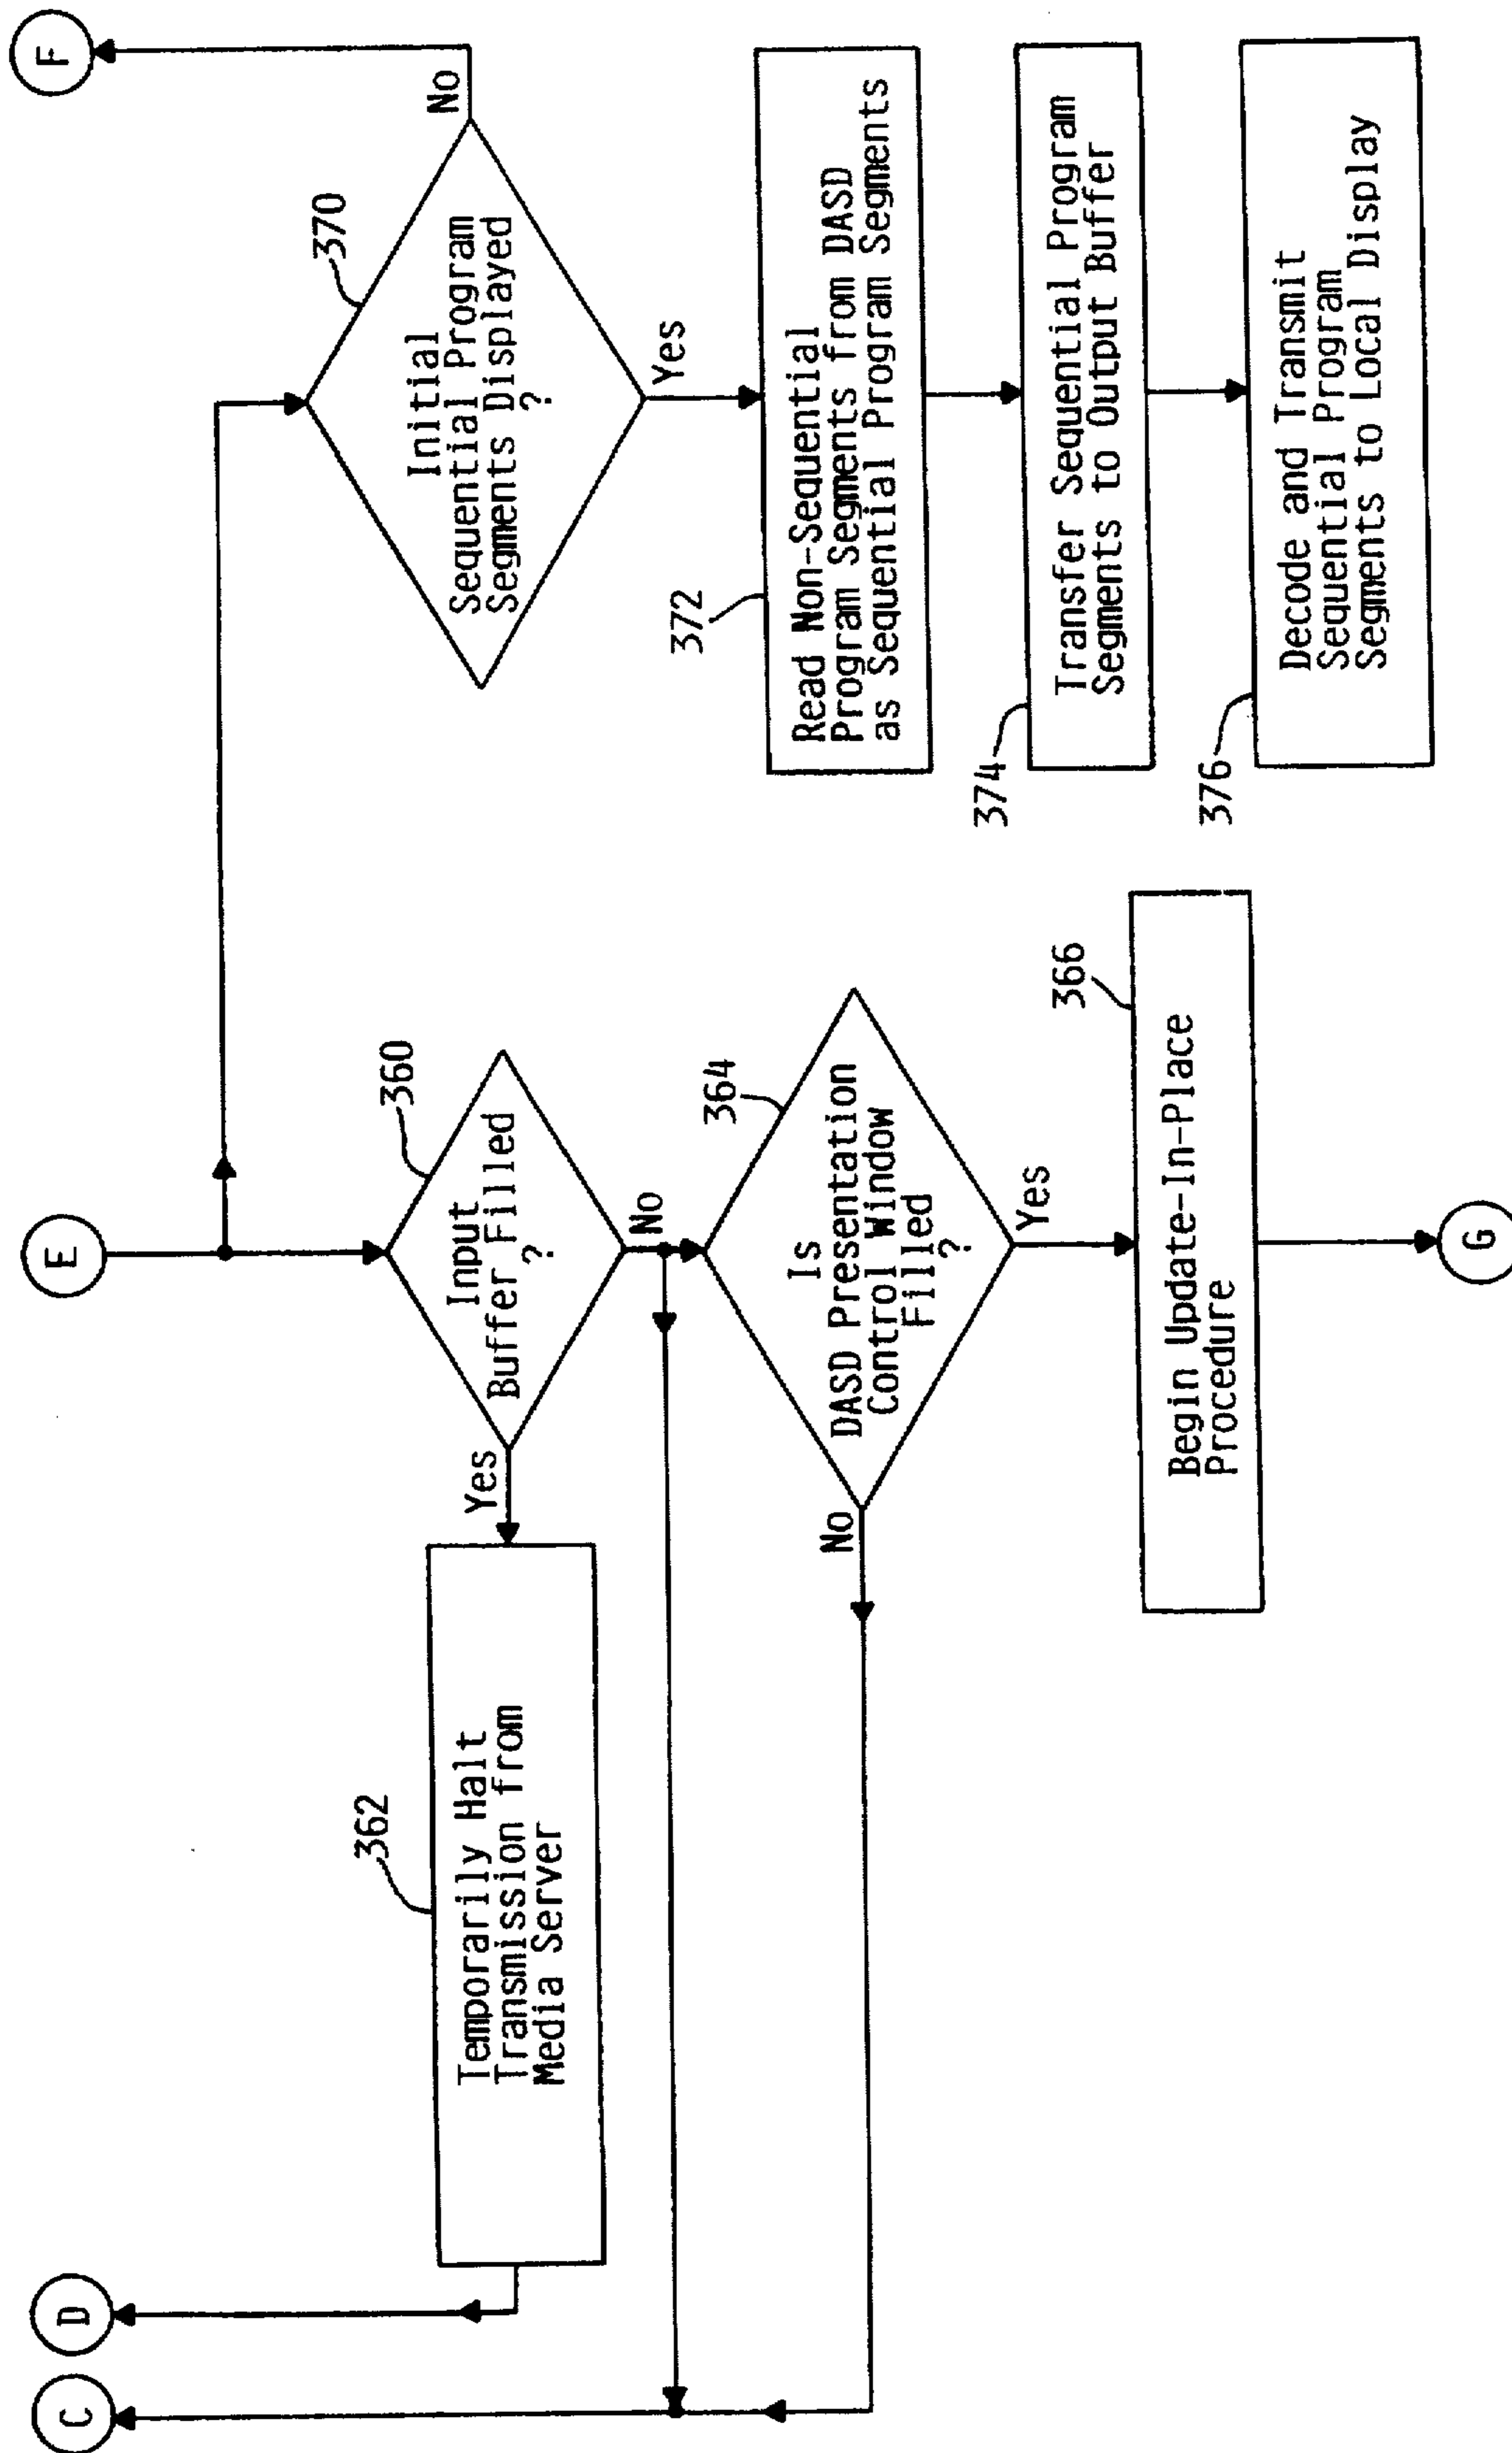 C
D
E
F
360
Input
Buffer Filled
?
Yes
No
362
Temporarily Halt
Transmission from
Media Server
364
Is
DASD Presentation
Control Window
Filled
?
No
Yes
366
Begin Update-In-Place
Procedure
G
370
Initial
Sequential Program
Segments Displayed
?
No
Yes
372
Read Non-Sequential
Program Segments from DASD
as Sequential Program Segments
374
Transfer Sequential Program
Segments to Output Buffer
376
Decode and Transmit
Sequential Program
Segments to Local Display